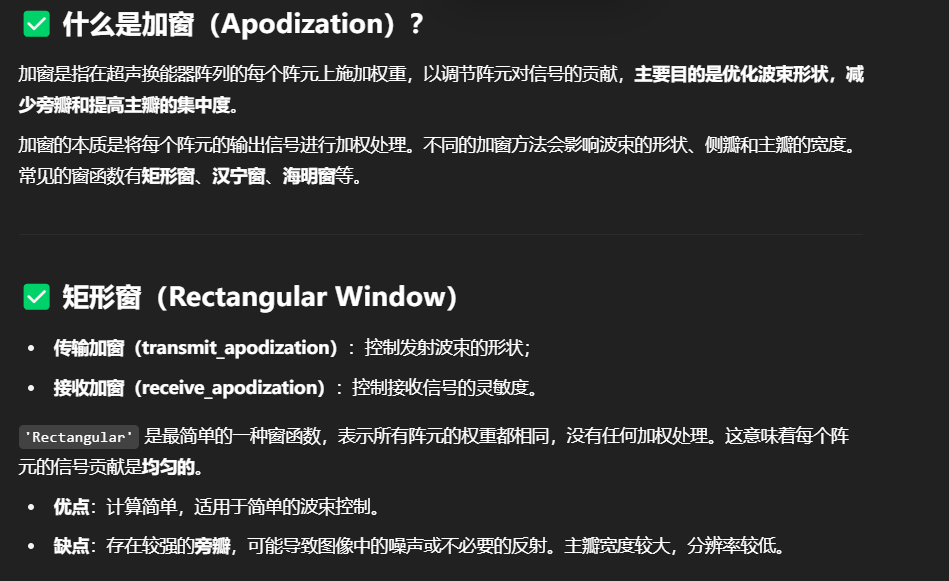 什么是加窗（Apodization）？
加窗是指在超声换能器阵列的每个阵元上施加权重，以调节阵元对信号的贡献，主要目的是优化波束形状，减
少旁瓣和提高主瓣的集中度。
加窗的本质是将每个阵元的输出信号进行加权处理。不同的加窗方法会影响波束的形状、侧瓣和主瓣的宽度。
常见的窗函数有矩形窗、汉宁窗、海明窗等。
矩形窗（Rectangular Window）
• 传输加窗（transmit_apodization）：控制发射波束的形状；
• 接收加窗（receive_apodization）：控制接收信号的灵敏度。
'Rectangular' 是最简单的一种窗函数，表示所有阵元的权重都相同，没有任何加权处理。这意味着每个阵
元的信号贡献是均匀的。
• 优点：计算简单，适用于简单的波束控制。
• 缺点：存在较强的旁瓣，可能导致图像中的噪声或不必要的反射。主瓣宽度较大，分辨率较低。